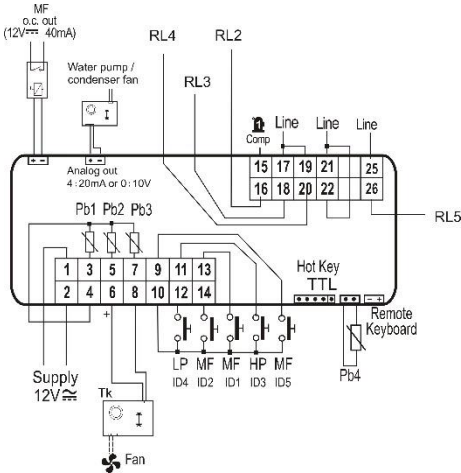 MF
o.c. out
(12V⎓ 40mA)
Water pump /
condenser fan
RL4
RL2
RL3
Comp
Line
Line
Line
Analog out
4÷20mA or 0÷10V
15 17 19 21 25
16 18 20 22 26
RL5
Pb1 Pb2 Pb3
1 3 5 7 9 11 13
2 4 6 8 10 12 14
+
Hot Key
TTL
- +
Remote
Keyboard
Pb4
LP MF MF HP MF
ID4 ID2 ID1 ID3 ID5
Supply
12V≂
Tk
Fan